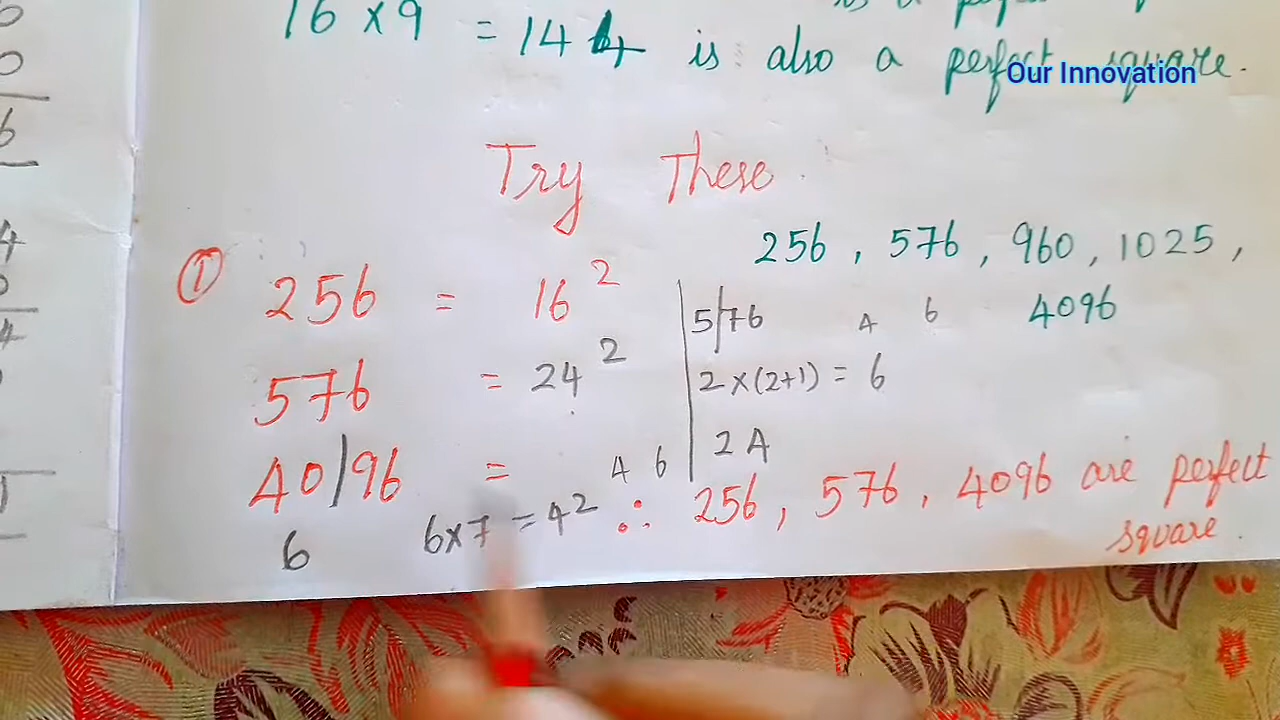 16 x 9 = 144 is also a perfect square.
Our Innovation
Try These
256 , 576 , 960 , 1025 ,
4096
① 256 = 16²
576 = 24²
40/96 =
6 6x7 = 42
4 6
5/76 4 6
2 x (2+1) = 6
2 4
∴ 256, 576, 4096 are perfect
square.